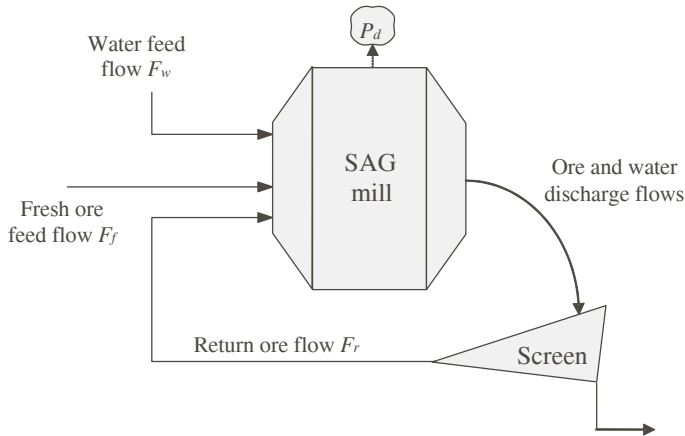 P_d
Water feed
flow F_w
SAG
mill
Ore and water
discharge flows
Fresh ore
feed flow F_f
Return ore flow F_r
Screen